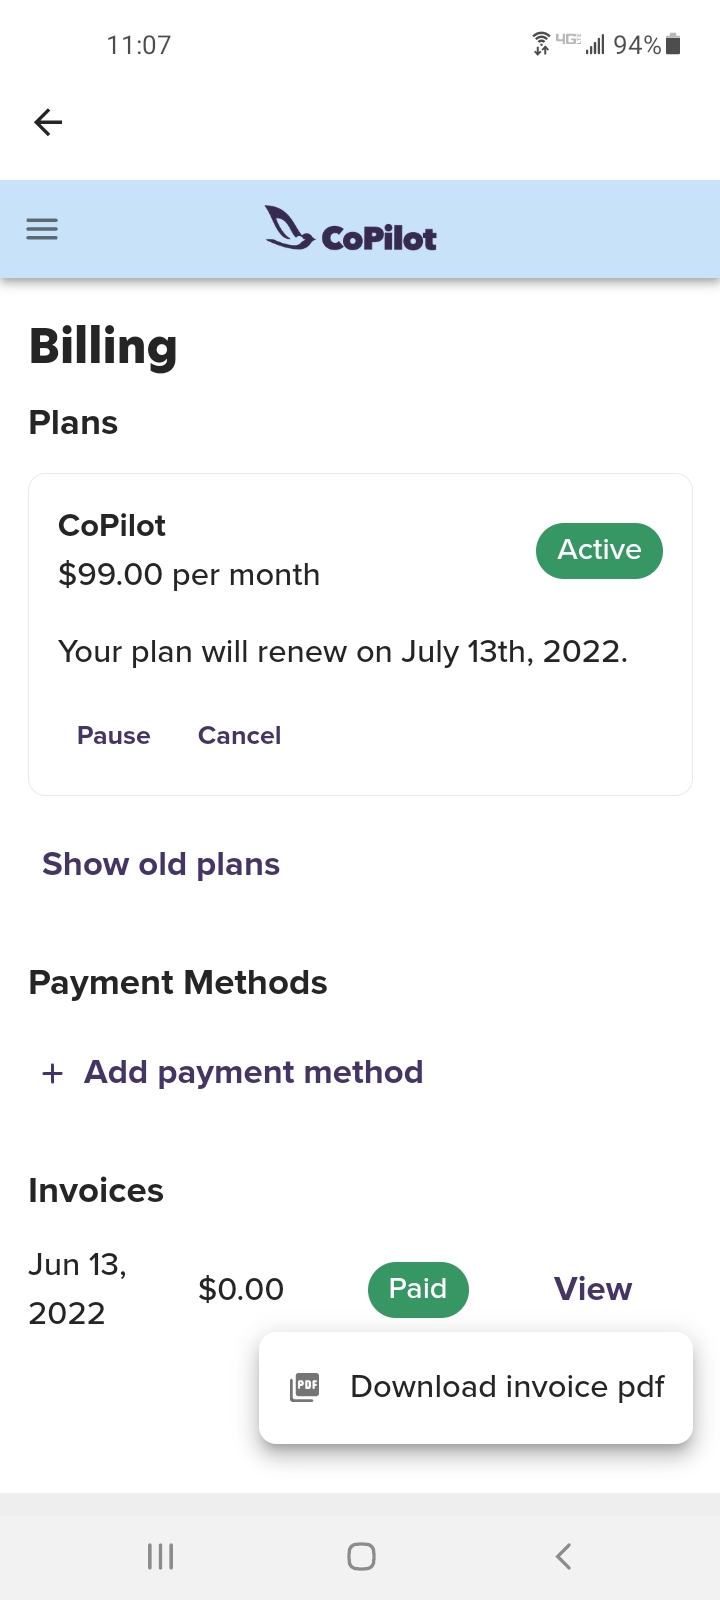 11:07
94%
CoPilot
Billing
Plans
CoPilot
$99.00 per month
Active
Your plan will renew on July 13th, 2022.
Pause Cancel
Show old plans
Payment Methods
+ Add payment method
Invoices
Jun 13,
2022
$0.00
Paid
View
PDF
Download invoice pdf